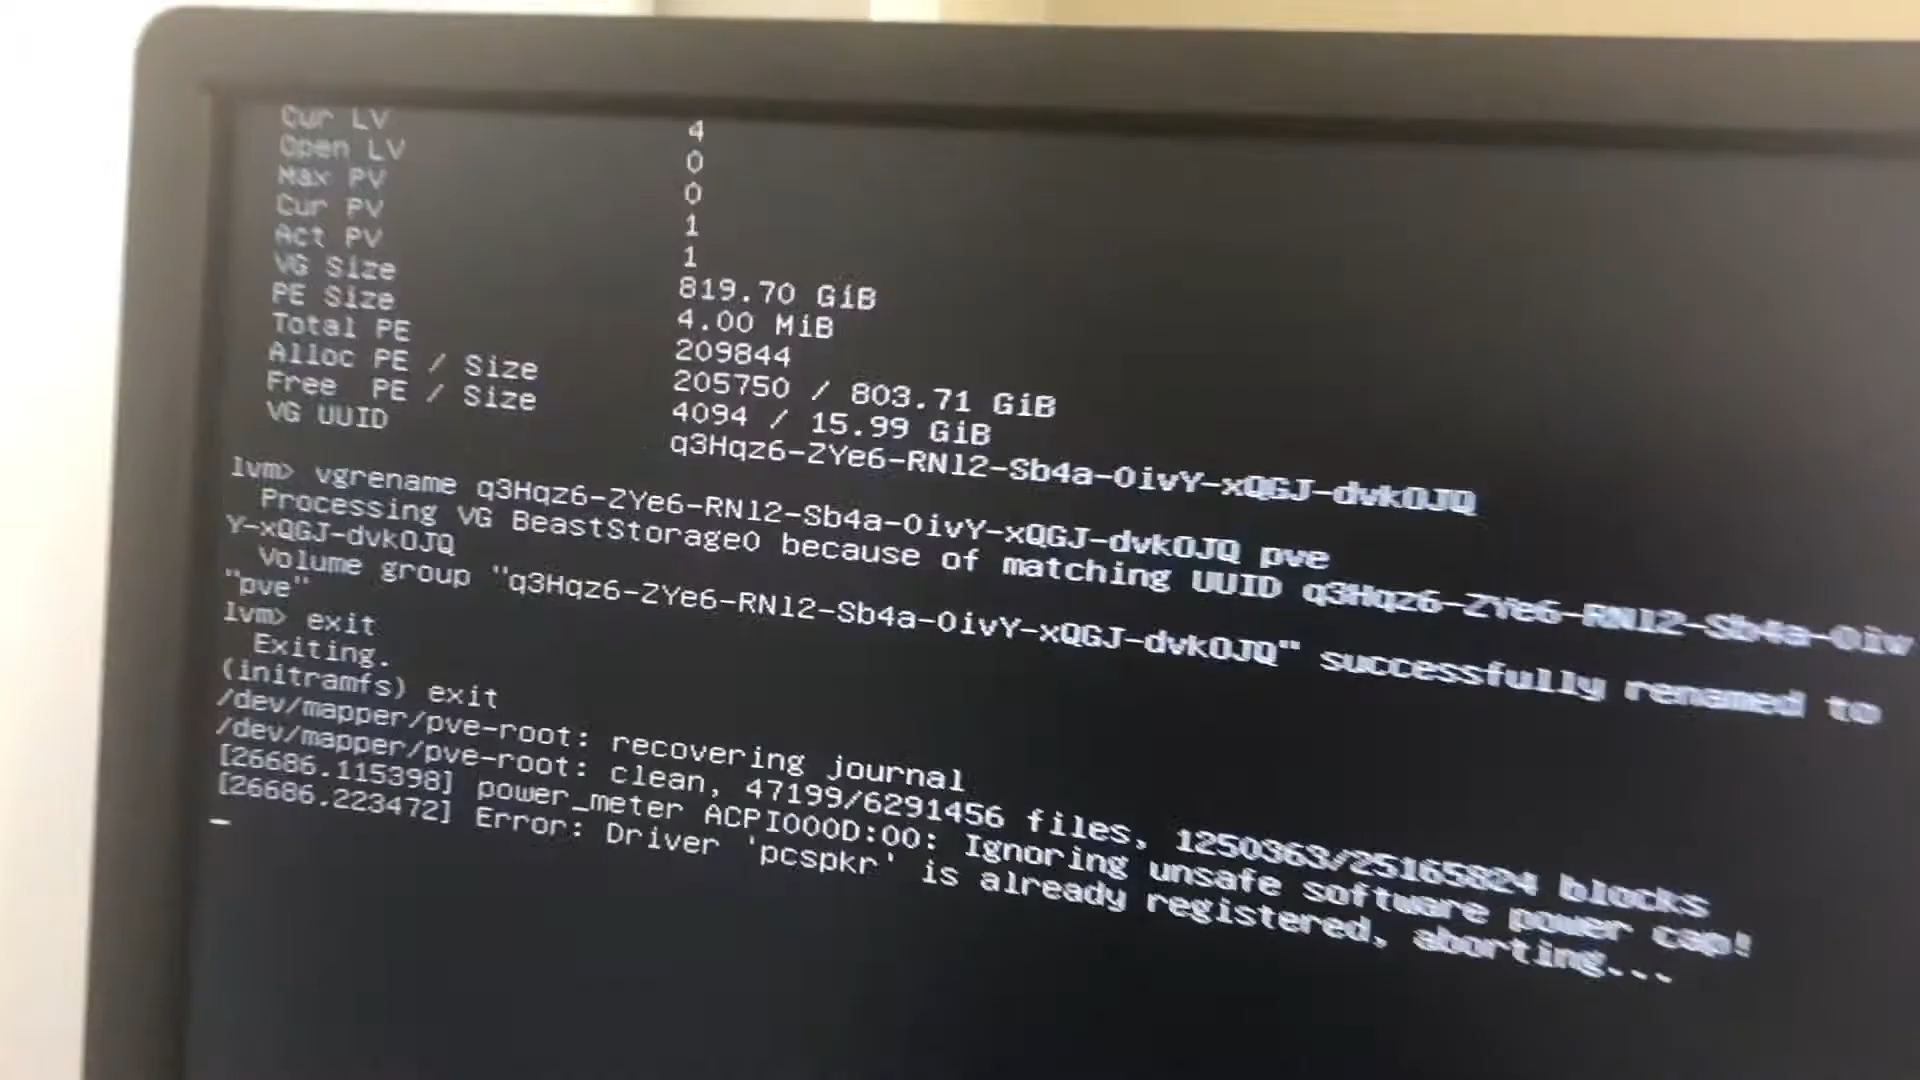 Cur LV 4
Open LV 0
Max PV 0
Cur PV 1
Act PV 1
VG Size 819.70 GiB
PE Size 4.00 MiB
Total PE 209844
Alloc PE / Size 205750 / 803.71 GiB
Free PE / Size 4094 / 15.99 GiB
VG UUID q3Hqz6-ZYe6-RNl2-Sb4a-OivY-xQGJ-dvkOJQ
lvm> vgrename q3Hqz6-ZYe6-RNl2-Sb4a-OivY-xQGJ-dvkOJQ pve
Processing VG BeastStorage0 because of matching UUID q3Hqz6-ZYe6-RNl2-Sb4a-Oiv
Y-xQGJ-dvkOJQ
Volume group "q3Hqz6-ZYe6-RNl2-Sb4a-OivY-xQGJ-dvkOJQ" successfully renamed to
"pve"
lvm> exit
Exiting.
(initramfs) exit
/dev/mapper/pve-root: recovering journal
/dev/mapper/pve-root: clean, 47199/6291456 files, 1250363/25165824 blocks
[26686.115398] power_meter ACPI000D:00: Ignoring unsafe software power cap!
[26686.223472] Error: Driver 'pcspkr' is already registered, aborting...
_